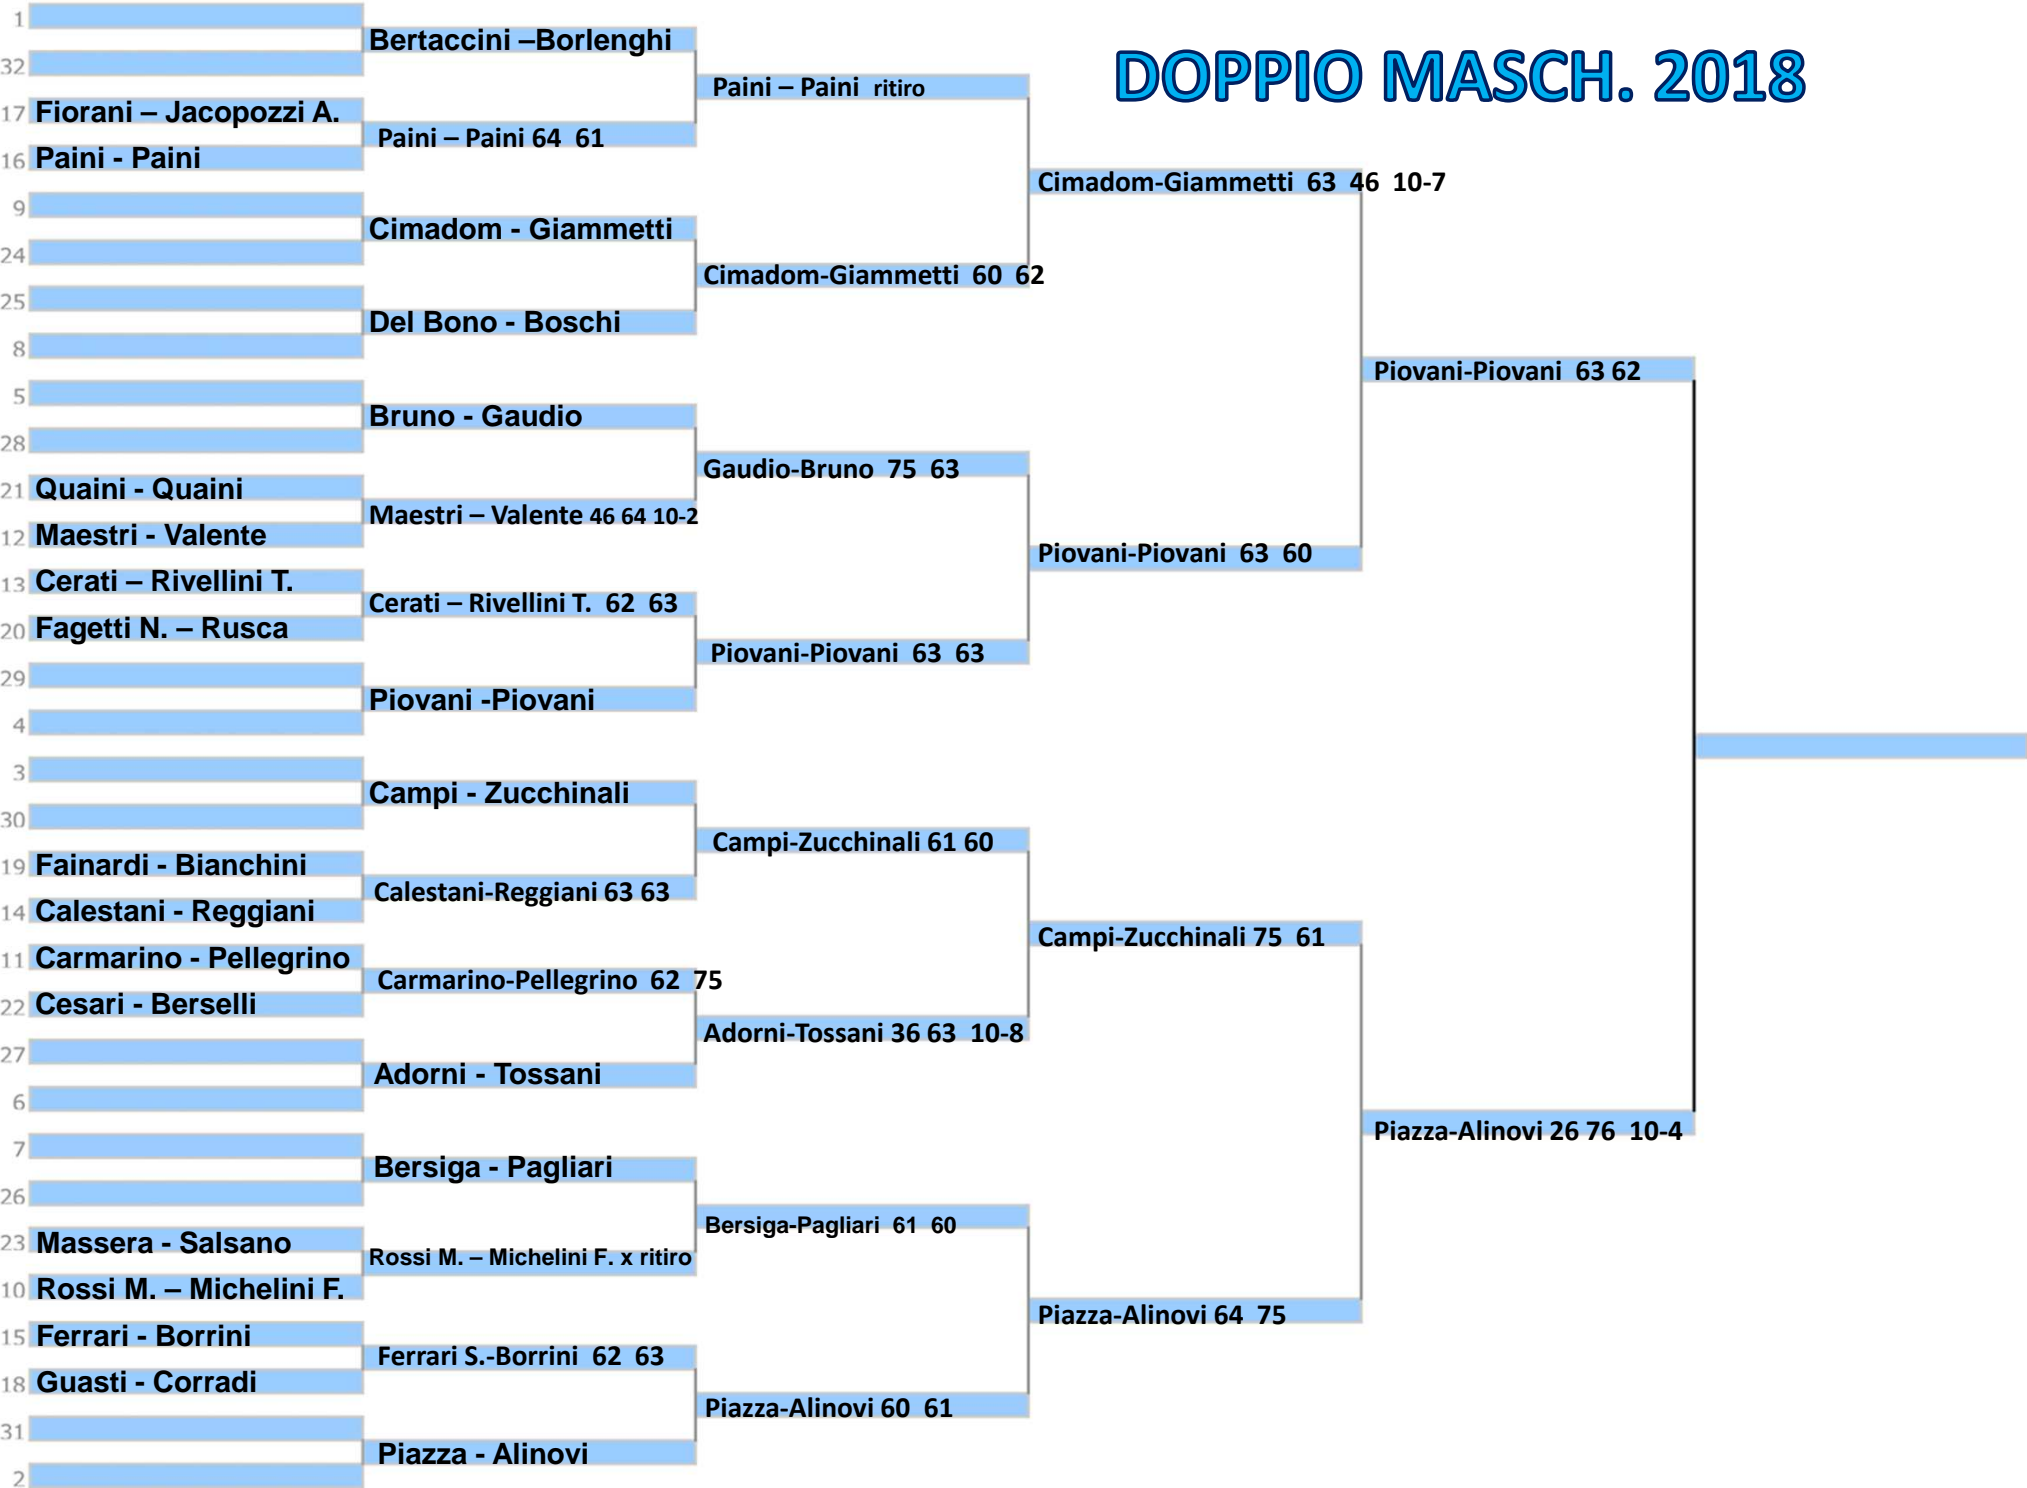 DOPPIO MASCH. 2018
1
32
17 Fiorani – Jacopozzi A.
16 Paini - Paini
9
24
25
8
5
28
21 Quaini - Quaini
12 Maestri - Valente
13 Cerati – Rivellini T.
20 Fagetti N. – Rusca
29
4
3
30
19 Fainardi - Bianchini
14 Calestani - Reggiani
11 Carmarino - Pellegrino
22 Cesari - Berselli
27
6
7
26
23 Massera - Salsano
10 Rossi M. – Michelini F.
15 Ferrari - Borrini
18 Guasti - Corradi
31
2
Bertaccini –Borlenghi
Paini – Paini 64 61
Cimadom - Giammetti
Del Bono - Boschi
Bruno - Gaudio
Maestri – Valente 46 64 10-2
Cerati – Rivellini T. 62 63
Piovani -Piovani
Campi - Zucchinali
Calestani-Reggiani 63 63
Carmarino-Pellegrino 62 75
Adorni - Tossani
Bersiga - Pagliari
Rossi M. – Michelini F. x ritiro
Ferrari S.-Borrini 62 63
Piazza - Alinovi
Paini – Paini ritiro
Cimadom-Giammetti 60 62
Gaudio-Bruno 75 63
Piovani-Piovani 63 63
Campi-Zucchinali 61 60
Adorni-Tossani 36 63 10-8
Bersiga-Pagliari 61 60
Piazza-Alinovi 60 61
Cimadom-Giammetti 63 46 10-7
Piovani-Piovani 63 60
Campi-Zucchinali 75 61
Piazza-Alinovi 64 75
Piovani-Piovani 63 62
Piazza-Alinovi 26 76 10-4